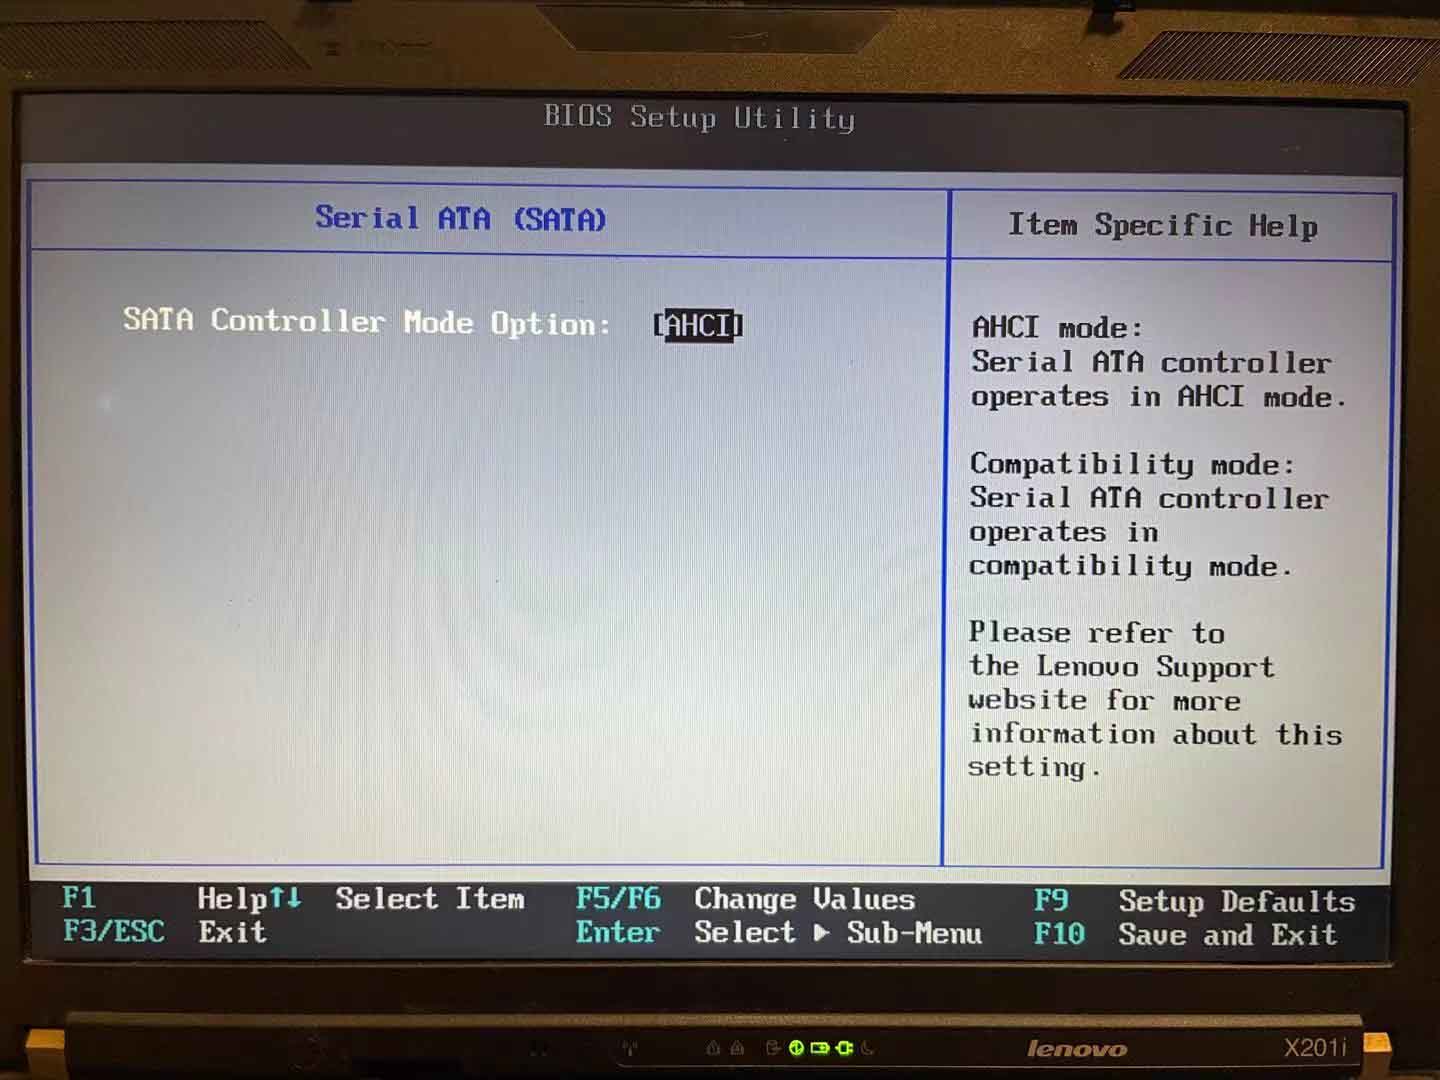 BIOS Setup Utility
Serial ATA (SATA)
Item Specific Help
SATA Controller Mode Option: [AHCI]
AHCI mode:
Serial ATA controller
operates in AHCI mode.
Compatibility mode:
Serial ATA controller
operates in
compatibility mode.
Please refer to
the Lenovo Support
website for more
information about this
setting.
F1 Help↑↓ Select Item F5/F6 Change Values F9 Setup Defaults
F3/ESC Exit Enter Select ▶ Sub-Menu F10 Save and Exit
lenovo X201i